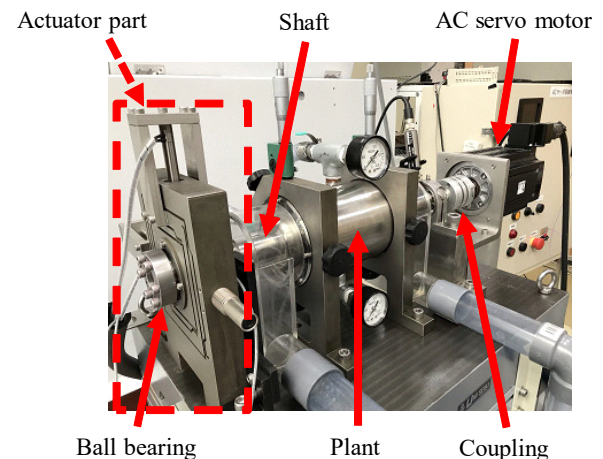 Actuator part
Shaft
AC servo motor
Ball bearing
Plant
Coupling